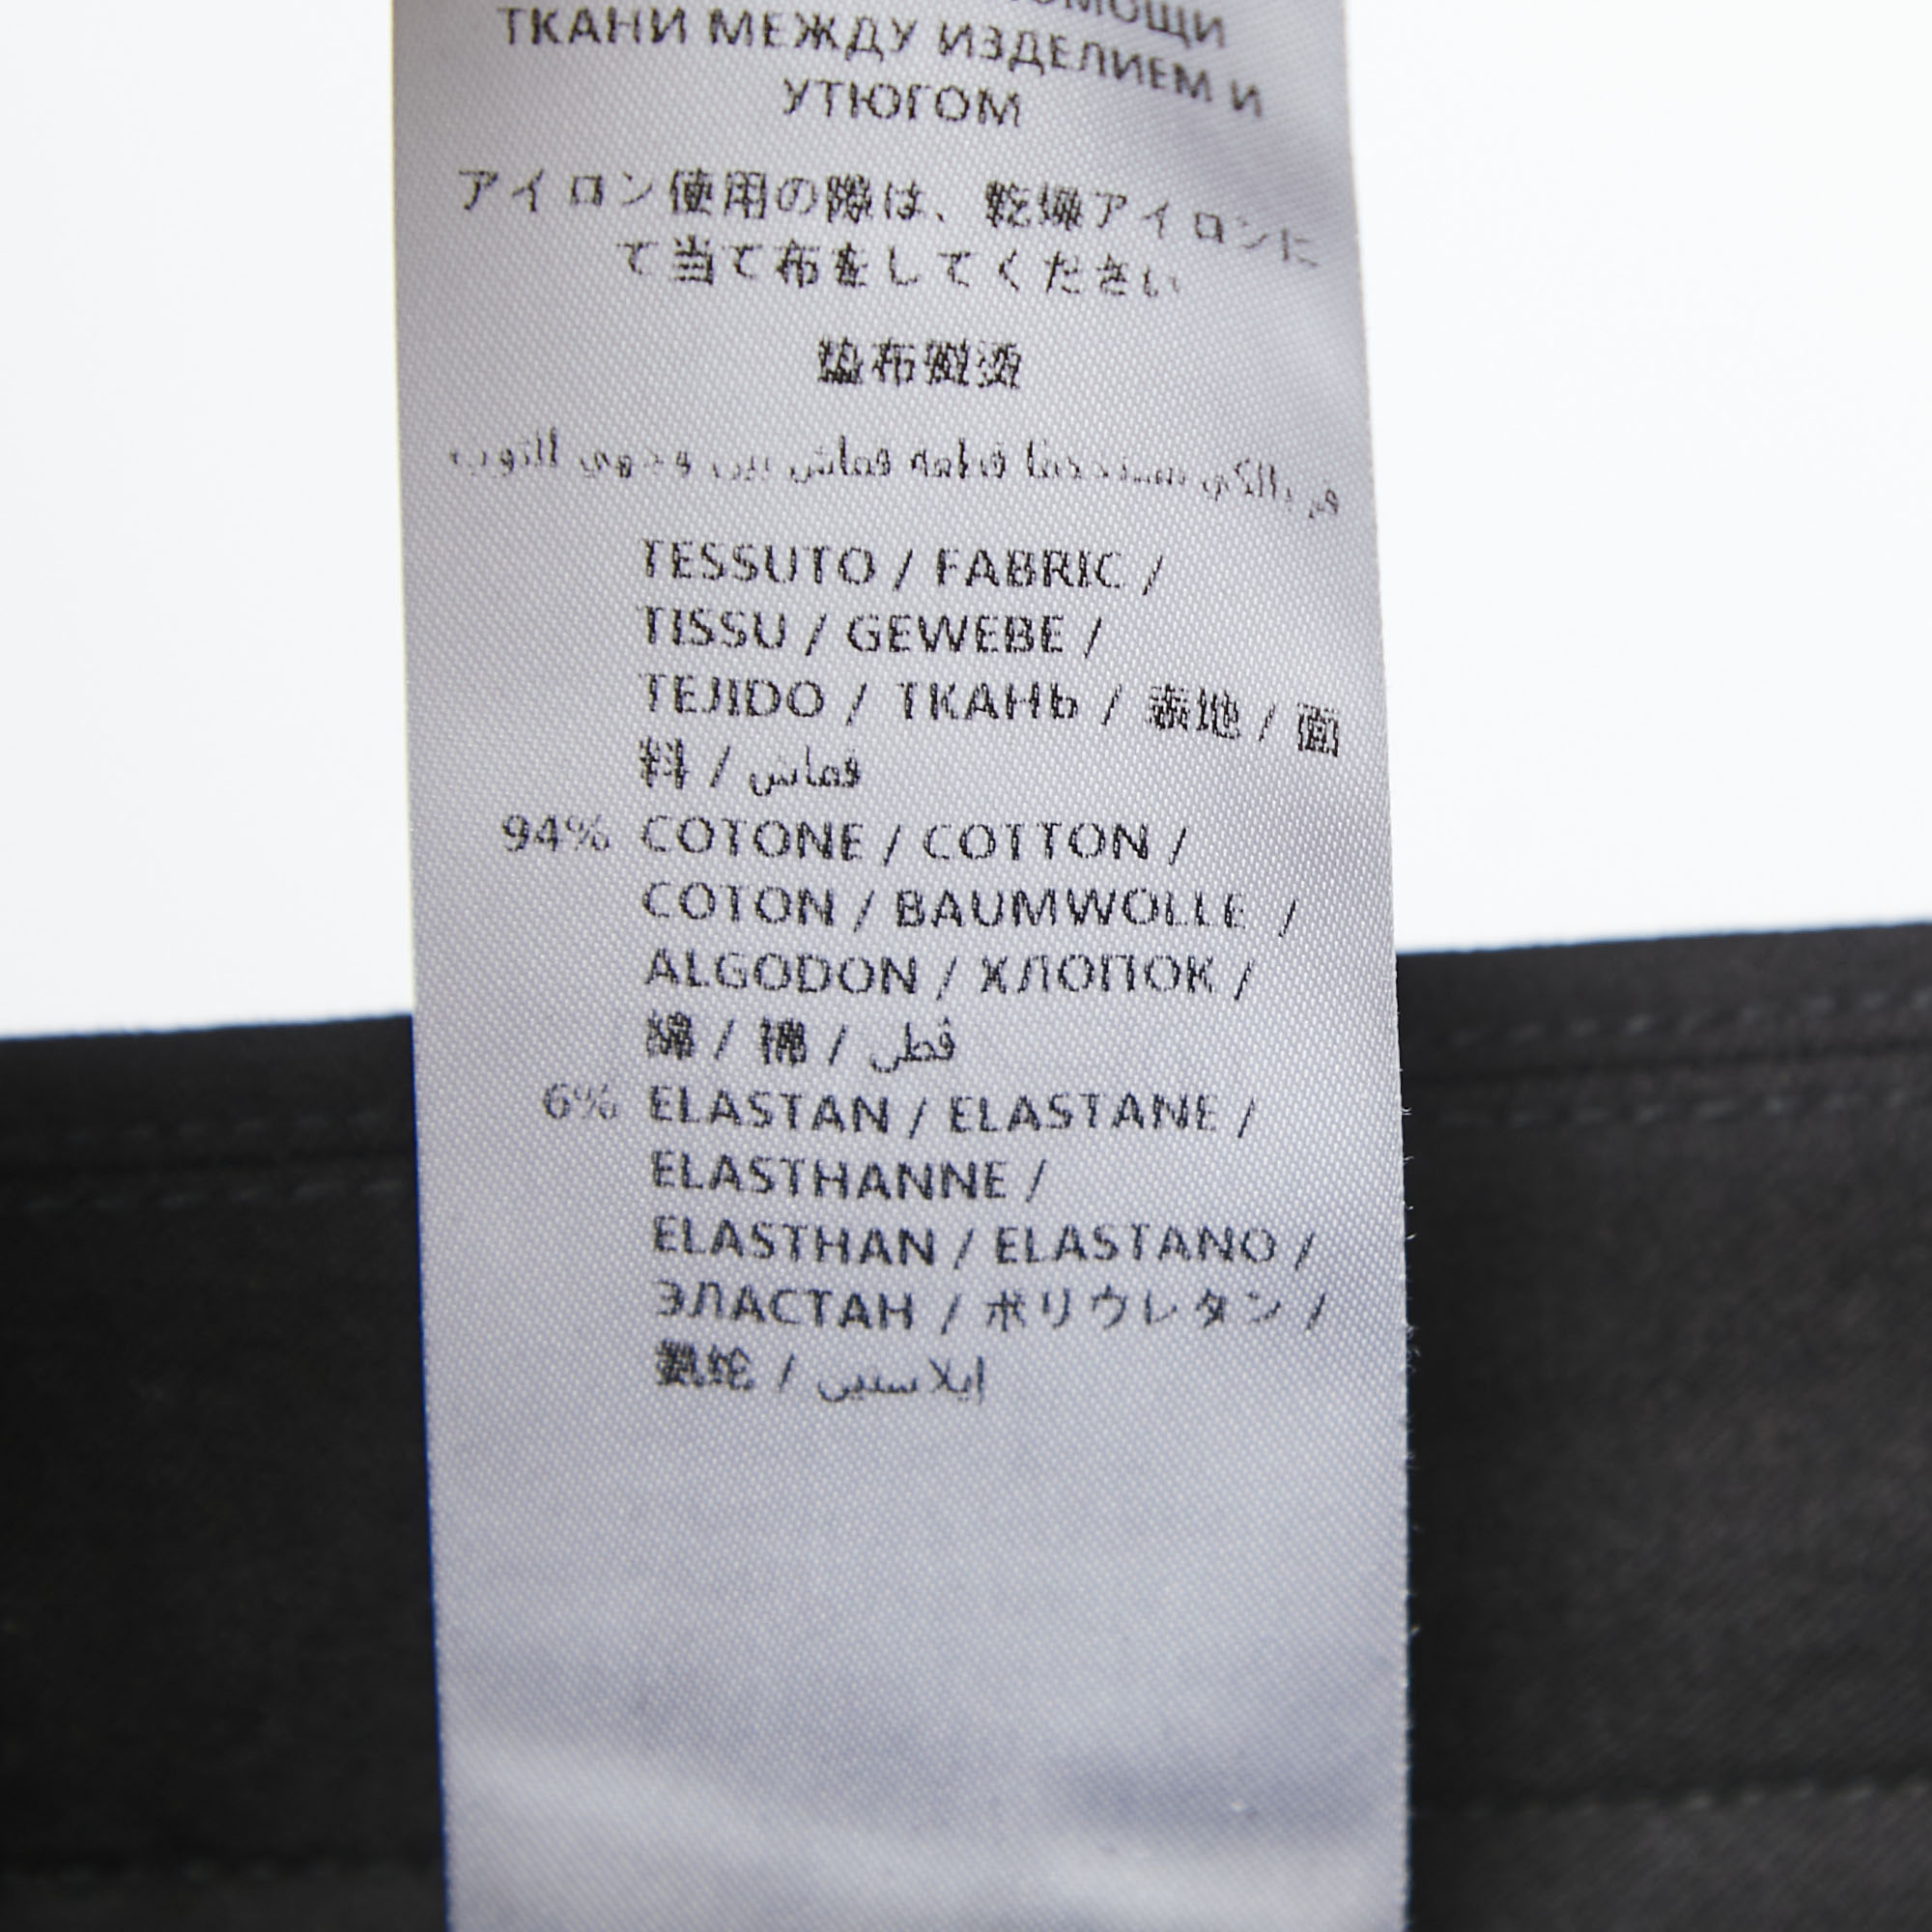 ТКАНИ МЕЖДУ ИЗДЕЛИЕМ И
УТЮГОМ
アイロン使用の際は、乾燥アイロンに
て当て布をしてください
垫布熨烫
TESSUTO / FABRIC /
TISSU / GEWEBE /
TEJIDO / ТКАНЬ / 表地 / 面
料 / قماش
94% COTONE / COTTON /
COTON / BAUMWOLLE /
ALGODON / ХЛОПОК /
綿 / 棉 / قطن
6% ELASTAN / ELASTANE /
ELASTHANNE /
ELASTHAN / ELASTANO /
ЭЛАСТАН / ポリウレタン /
氨纶 /